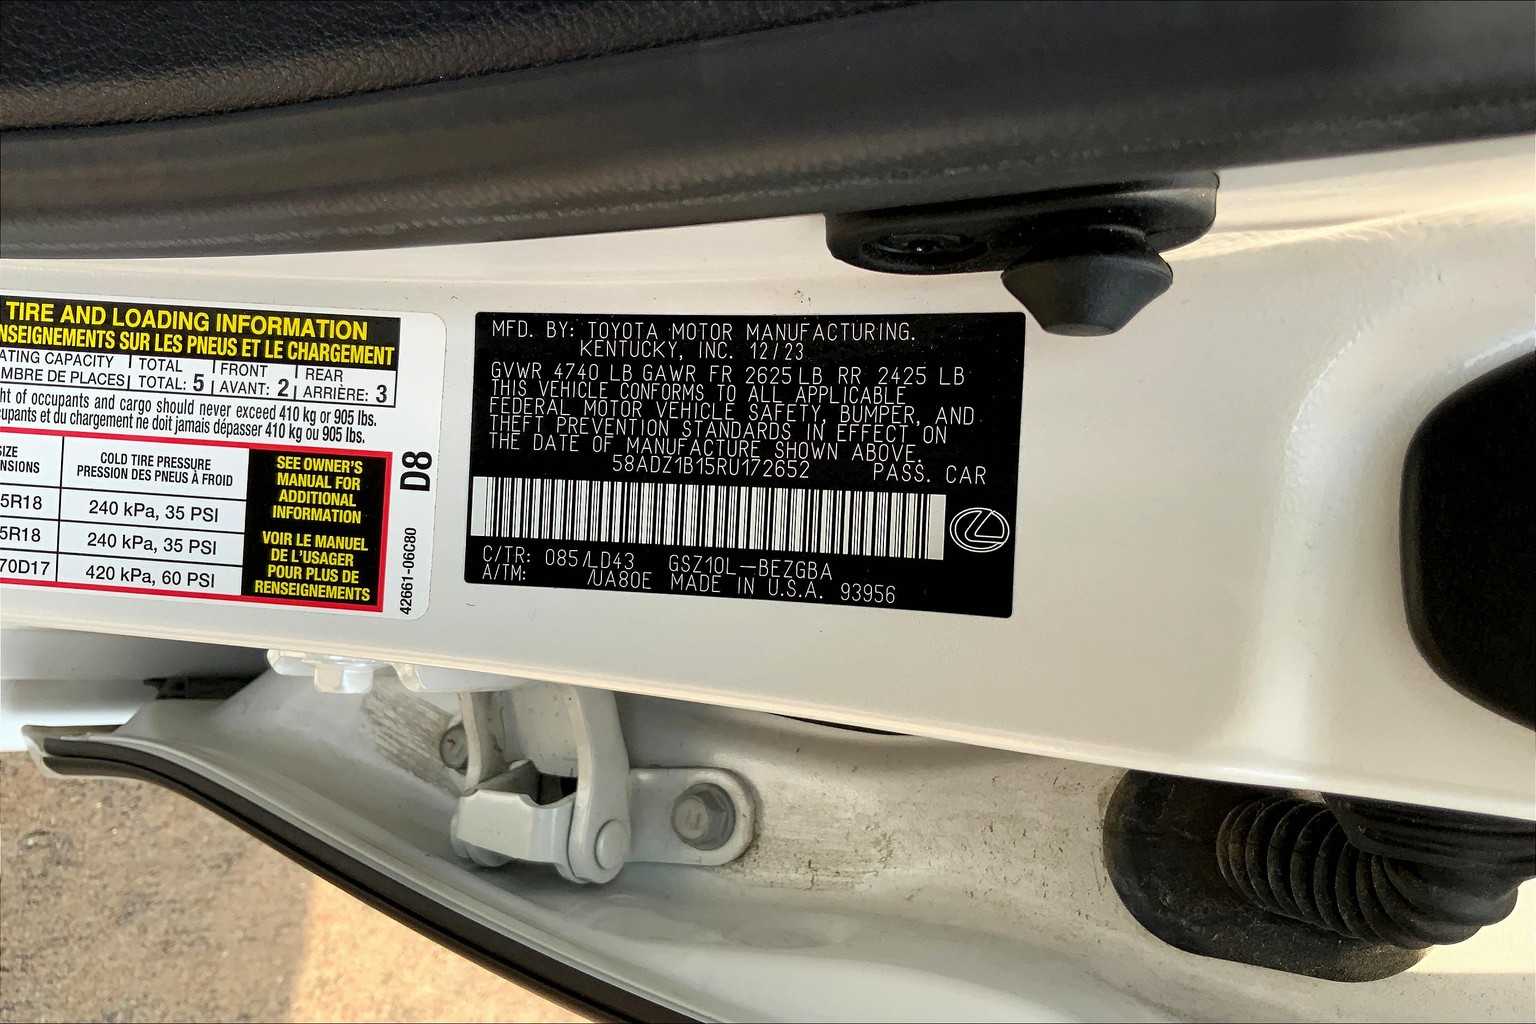 TIRE AND LOADING INFORMATION
NSEIGNEMENTS SUR LES PNEUS ET LE CHARGEMENT
ATING CAPACITY TOTAL FRONT REAR
MBRE DE PLACES TOTAL: 5 AVANT: 2 ARRIÈRE: 3
ht of occupants and cargo should never exceed 410 kg or 905 lbs.
cupants et du chargement ne doit jamais dépasser 410 kg ou 905 lbs.
SIZE
NSIONS
COLD TIRE PRESSURE
PRESSION DES PNEUS À FROID
5R18 240 kPa, 35 PSI
5R18 240 kPa, 35 PSI
70D17 420 kPa, 60 PSI
SEE OWNER'S
MANUAL FOR
ADDITIONAL
INFORMATION
VOIR LE MANUEL
DE L'USAGER
POUR PLUS DE
RENSEIGNEMENTS
D8
42661-06C80
MFD. BY: TOYOTA MOTOR MANUFACTURING.
KENTUCKY, INC. 12/23
GVWR 4740 LB GAWR FR 2625 LB RR 2425 LB
THIS VEHICLE CONFORMS TO ALL APPLICABLE
FEDERAL MOTOR VEHICLE SAFETY, BUMPER, AND
THEFT PREVENTION STANDARDS IN EFFECT ON
THE DATE OF MANUFACTURE SHOWN ABOVE.
58ADZ1B15RU172652 PASS. CAR
C/TR: 085/LD43 GSZ10L-BEZGBA
A/TM: /UA80E MADE IN U.S.A. 93956